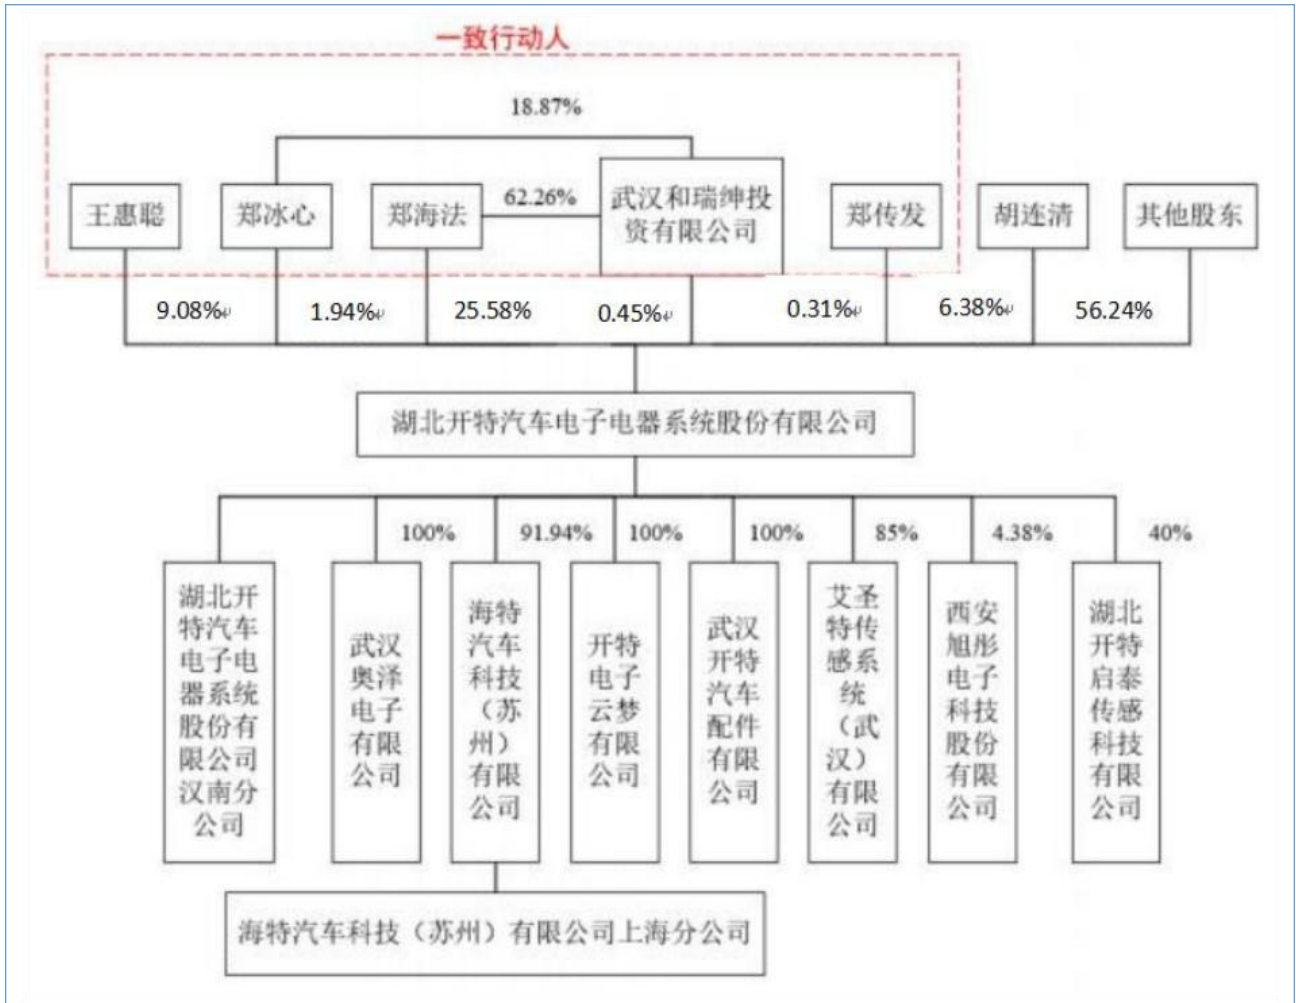 一致行动人
18.87%
王惠聪
郑冰心
郑海法
62.26%
武汉和瑞绅投
资有限公司
郑传发
胡连清
其他股东
9.08%
1.94%
25.58%
0.45%
0.31%
6.38%
56.24%
湖北开特汽车电子电器系统股份有限公司
100%
91.94%
100%
100%
85%
4.38%
40%
湖北开
特汽车
电子电
器系统
股份有
限公司
汉南分
公司
武汉
奥泽
电子
有限
公司
海特
汽车
科技
（苏
州）
有限
公司
开特
电子
云梦
有限
公司
武汉
开特
汽车
配件
有限
公司
艾圣
特传
感系
统
（武
汉）
有限
公司
西安
旭彤
电子
科技
股份
有限
公司
湖北
开特
启泰
传感
科技
有限
公司
海特汽车科技（苏州）有限公司上海分公司